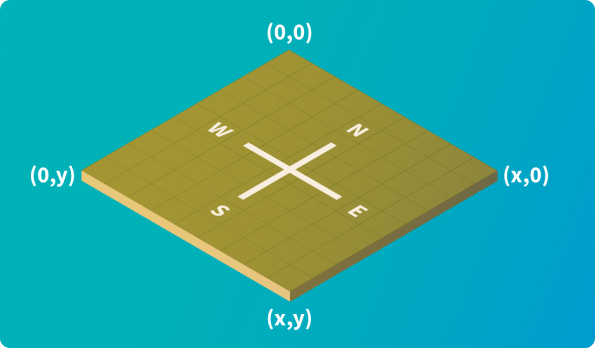 (0,0)
W
N
(0,y)
(x,0)
S
E
(x,y)